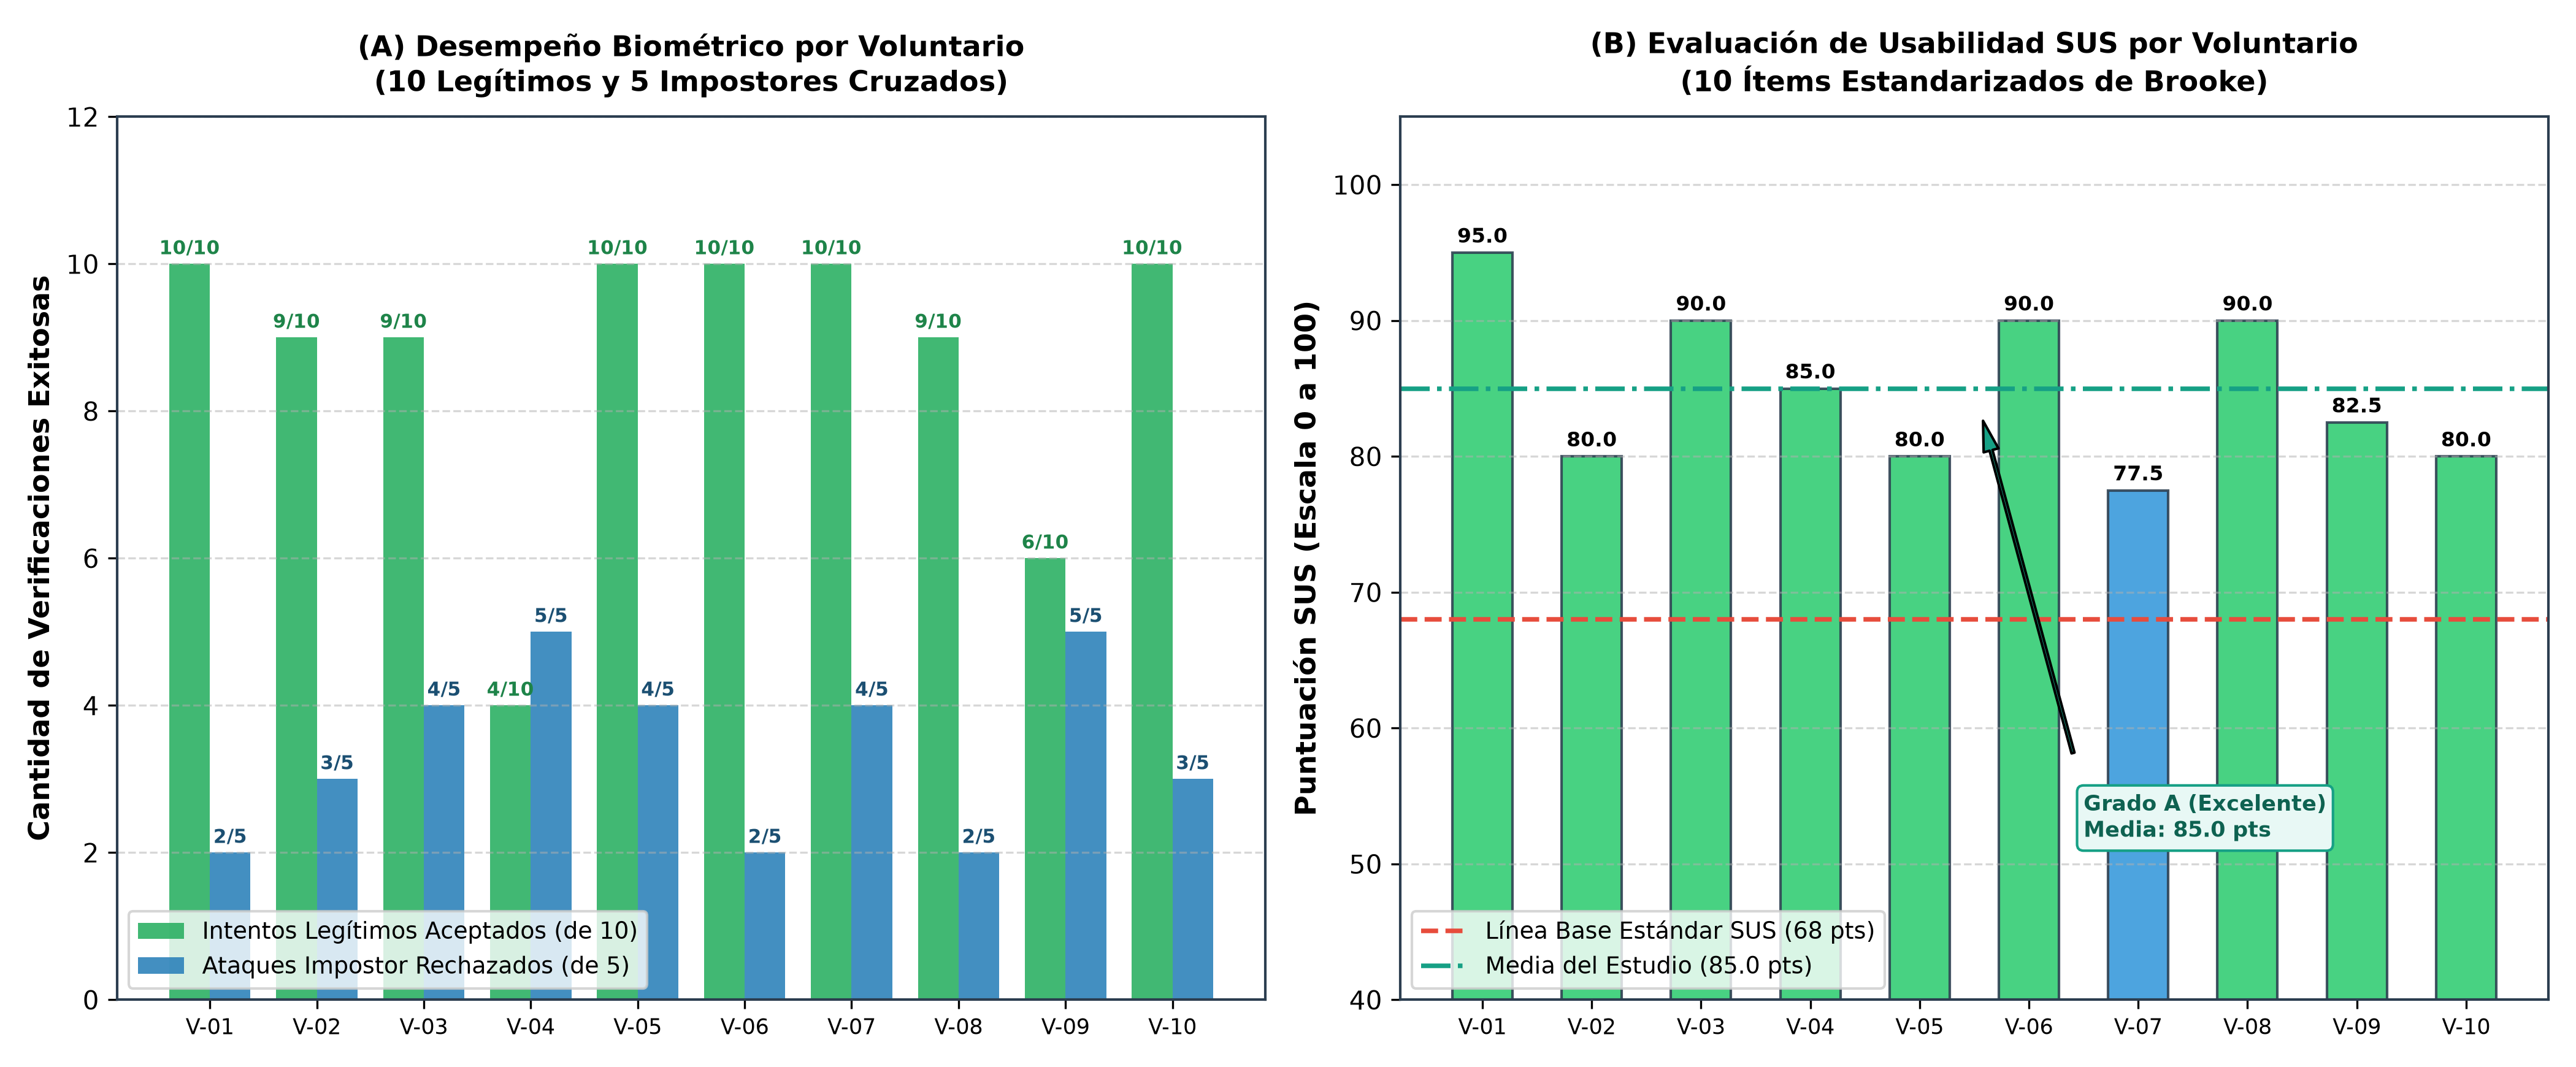 (A) Desempeño Biométrico por Voluntario
(10 Legítimos y 5 Impostores Cruzados)
Cantidad de Verificaciones Exitosas
12
10
8
6
4
2
0
10/10
2/5
9/10
3/5
9/10
4/5
4/10
5/5
10/10
4/5
10/10
2/5
10/10
4/5
9/10
2/5
6/10
5/5
10/10
3/5
Intentos Legítimos Aceptados (de 10)
Ataques Impostor Rechazados (de 5)
V-01
V-02
V-03
V-04
V-05
V-06
V-07
V-08
V-09
V-10
(B) Evaluación de Usabilidad SUS por Voluntario
(10 Ítems Estandarizados de Brooke)
Puntuación SUS (Escala 0 a 100)
100
90
80
70
60
50
40
95.0
80.0
90.0
85.0
80.0
90.0
77.5
90.0
82.5
80.0
Grado A (Excelente)
Media: 85.0 pts
Línea Base Estándar SUS (68 pts)
Media del Estudio (85.0 pts)
V-01
V-02
V-03
V-04
V-05
V-06
V-07
V-08
V-09
V-10